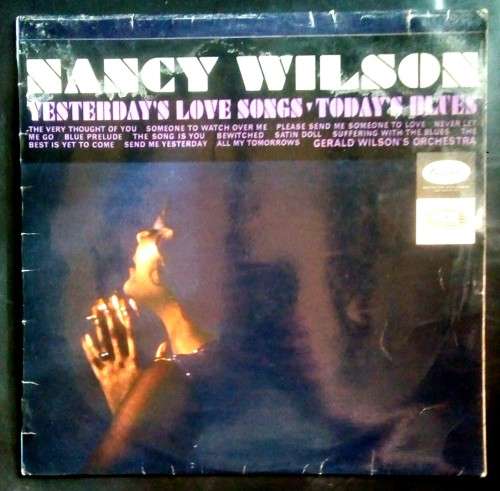 NANCY WILSON
YESTERDAY'S LOVE SONGS • TODAY'S BLUES
THE VERY THOUGHT OF YOU SOMEONE TO WATCH OVER ME PLEASE SEND ME SOMEONE TO LOVE NEVER LET
ME GO BLUE PRELUDE THE SONG IS YOU BEWITCHED SATIN DOLL SUFFERING WITH THE BLUES THE
BEST IS YET TO COME SEND ME YESTERDAY ALL MY TOMORROWS GERALD WILSON'S ORCHESTRA